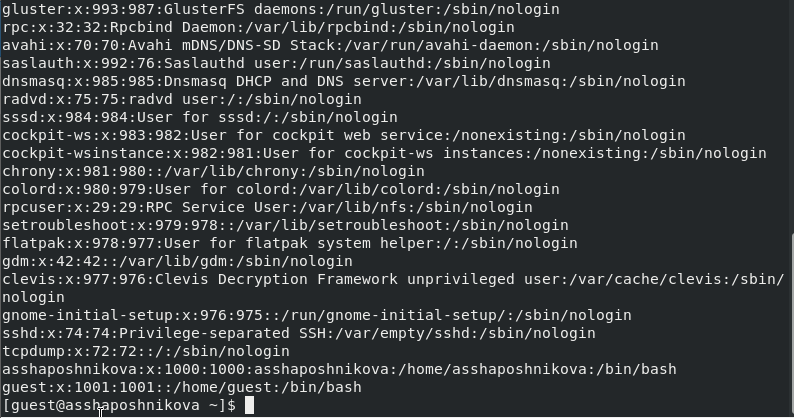 gluster:x:993:987:GlusterFS daemons:/run/gluster:/sbin/nologin
rpc:x:32:32:Rpcbind Daemon:/var/lib/rpcbind:/sbin/nologin
avahi:x:70:70:Avahi mDNS/DNS-SD Stack:/var/run/avahi-daemon:/sbin/nologin
saslauth:x:992:76:Saslauthd user:/run/saslauthd:/sbin/nologin
dnsmasq:x:985:985:Dnsmasq DHCP and DNS server:/var/lib/dnsmasq:/sbin/nologin
radvd:x:75:75:radvd user:/:/sbin/nologin
sssd:x:984:984:User for sssd:/:/sbin/nologin
cockpit-ws:x:983:982:User for cockpit web service:/nonexisting:/sbin/nologin
cockpit-wsinstance:x:982:981:User for cockpit-ws instances:/nonexisting:/sbin/nologin
chrony:x:981:980::/var/lib/chrony:/sbin/nologin
colord:x:980:979:User for colord:/var/lib/colord:/sbin/nologin
rpcuser:x:29:29:RPC Service User:/var/lib/nfs:/sbin/nologin
setroubleshoot:x:979:978::/var/lib/setroubleshoot:/sbin/nologin
flatpak:x:978:977:User for flatpak system helper:/:/sbin/nologin
gdm:x:42:42::/var/lib/gdm:/sbin/nologin
clevis:x:977:976:Clevis Decryption Framework unprivileged user:/var/cache/clevis:/sbin/
nologin
gnome-initial-setup:x:976:975::/run/gnome-initial-setup/:/sbin/nologin
sshd:x:74:74:Privilege-separated SSH:/var/empty/sshd:/sbin/nologin
tcpdump:x:72:72::/:/sbin/nologin
asshaposhnikova:x:1000:1000:asshaposhnikova:/home/asshaposhnikova:/bin/bash
guest:x:1001:1001::/home/guest:/bin/bash
[guest@asshaposhnikova ~]$